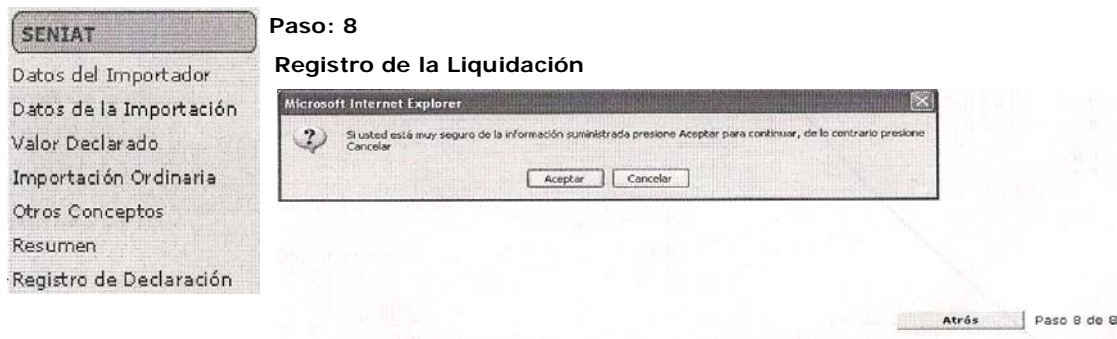 SENIAT
Datos del Importador
Datos de la Importación
Valor Declarado
Importación Ordinaria
Otros Conceptos
Resumen
Registro de Declaración
Paso: 8
Registro de la Liquidación
Microsoft Internet Explorer
Si usted está muy seguro de la información suministrada presione Aceptar para continuar, de lo contrario presione
Cancelar
Aceptar Cancelar
Atrás Paso 8 de 8